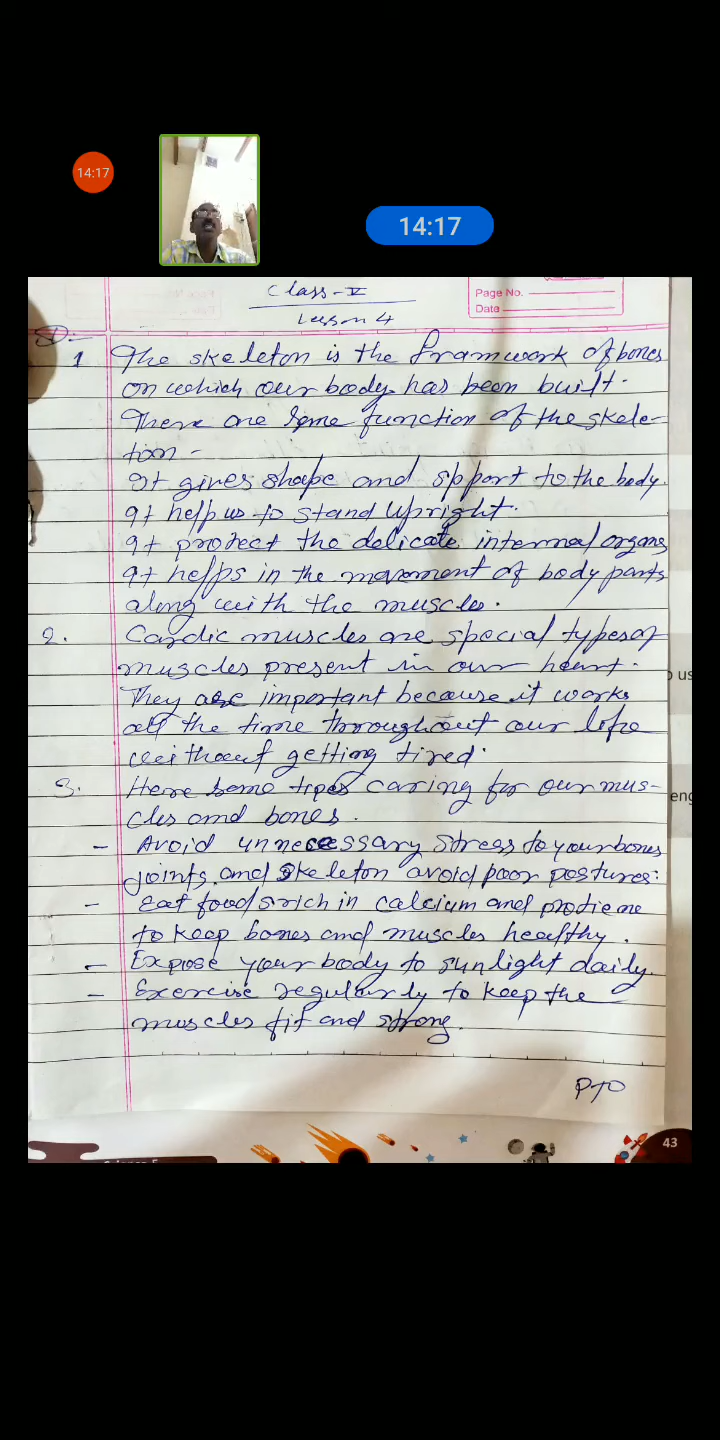 14:17
14:17
Class - V
Lesson 4
Page No.
Date
D:-
1 The skeleton is the framwork of bones
on which our body has been built.
There are some function of the skele-
tion -
It gives shape and spport to the body.
It help us to stand upright.
It protect the delicate internal organs
It helps in the movement of body parts
along with the muscles.
2. Cardic muscles are special types of
muscles present in our heart.
They are important because it works
all the time throughout our life
without getting tired.
3. Here some tipes caring for our mus-
cles and bones.
- Avoid unnecessary stress to your bones
joints, and skeleton avoid poor postures.
- Eat foods rich in calcium and protiene
to keep bones and muscles healthy.
- Expose your body to sunlight daily.
- Exercise regularly to keep the
muscles fit and strong.
PTO
43